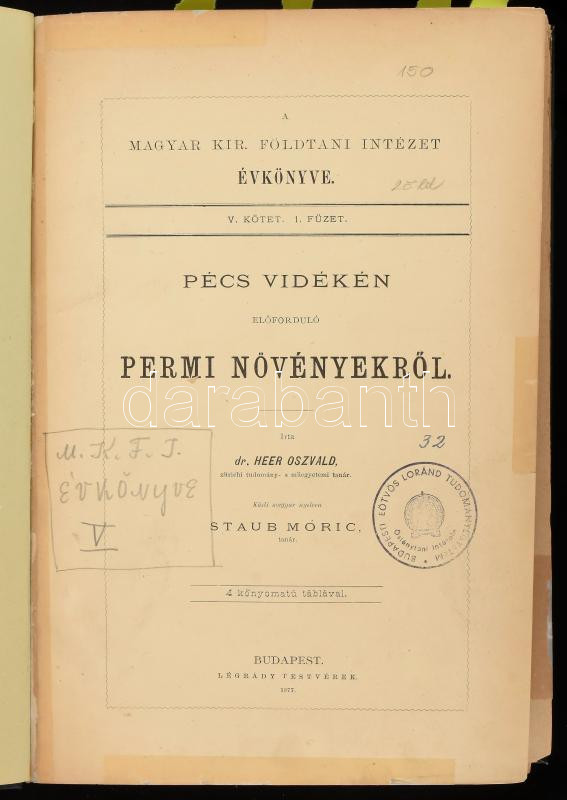 150
A
MAGYAR KIR. FÖLDTANI INTÉZET
ÉVKÖNYVE.
V. KÖTET. 1. FÜZET.
PÉCS VIDÉKÉN
ELŐFORDULÓ
PERMI NÖVÉNYEKRŐL.
darabanth
Irta
32
dr. HEER OSZVALD,
zürichi tudomány- s műegyetemi tanár.
Közli magyar nyelven
STAUB MÓRIC,
tanár.
M. K. F. I.
ÉVKÖNYVE
V
BUDAPESTI EÖTVÖS LORÁND TUDOMÁNYEGYETEM
Őslénytani Intézete
4 kőnyomatú táblával.
BUDAPEST.
LÉGRÁDY TESTVÉREK.
1877.